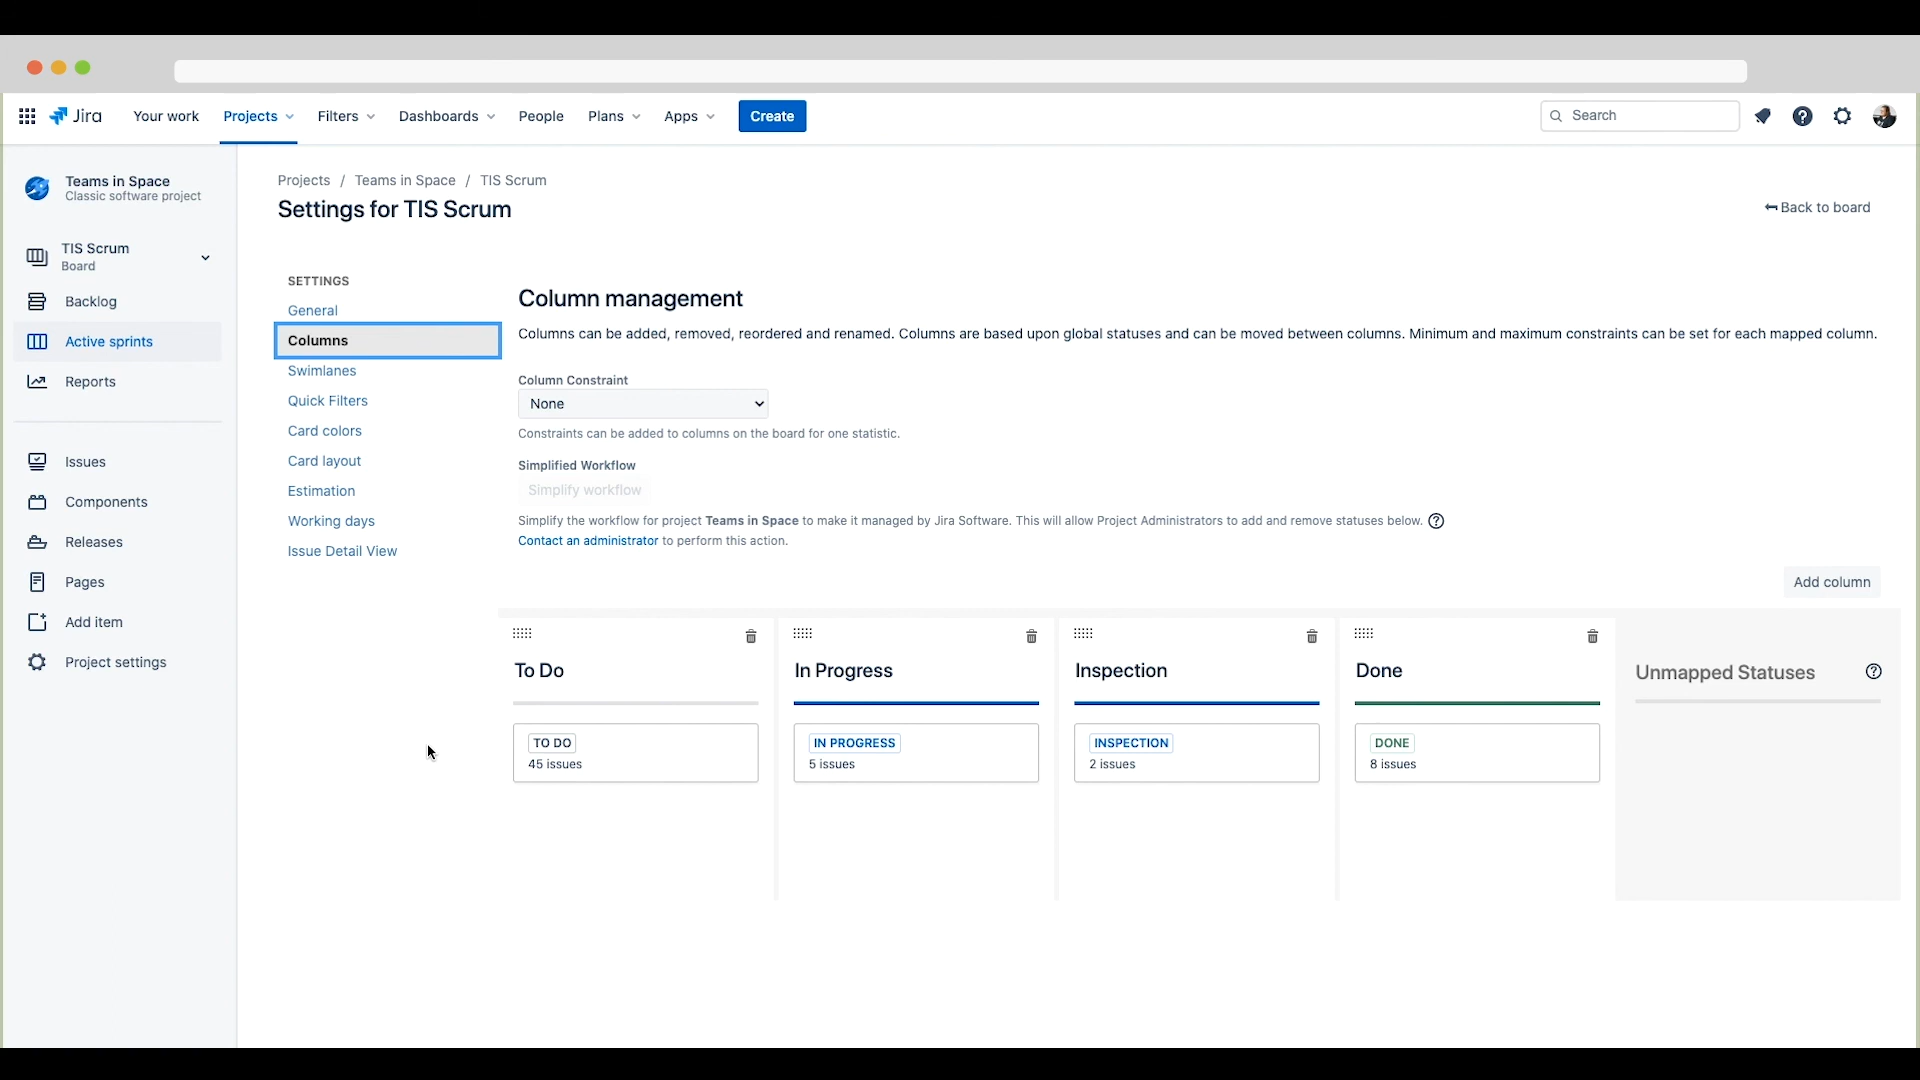 Jira
Your work
Projects
Filters
Dashboards
People
Plans
Apps
Create
Search
Teams in Space
Classic software project
TIS Scrum
Board
Backlog
Active sprints
Reports
Issues
Components
Releases
Pages
Add item
Project settings
Projects / Teams in Space / TIS Scrum
Settings for TIS Scrum
Back to board
SETTINGS
General
Columns
Swimlanes
Quick Filters
Card colors
Card layout
Estimation
Working days
Issue Detail View
Column management
Columns can be added, removed, reordered and renamed. Columns are based upon global statuses and can be moved between columns. Minimum and maximum constraints can be set for each mapped column.
Column Constraint
None
Constraints can be added to columns on the board for one statistic.
Simplified Workflow
Simplify workflow
Simplify the workflow for project Teams in Space to make it managed by Jira Software. This will allow Project Administrators to add and remove statuses below.
Contact an administrator to perform this action.
Add column
To Do
TO DO
45 issues
In Progress
IN PROGRESS
5 issues
Inspection
INSPECTION
2 issues
Done
DONE
8 issues
Unmapped Statuses